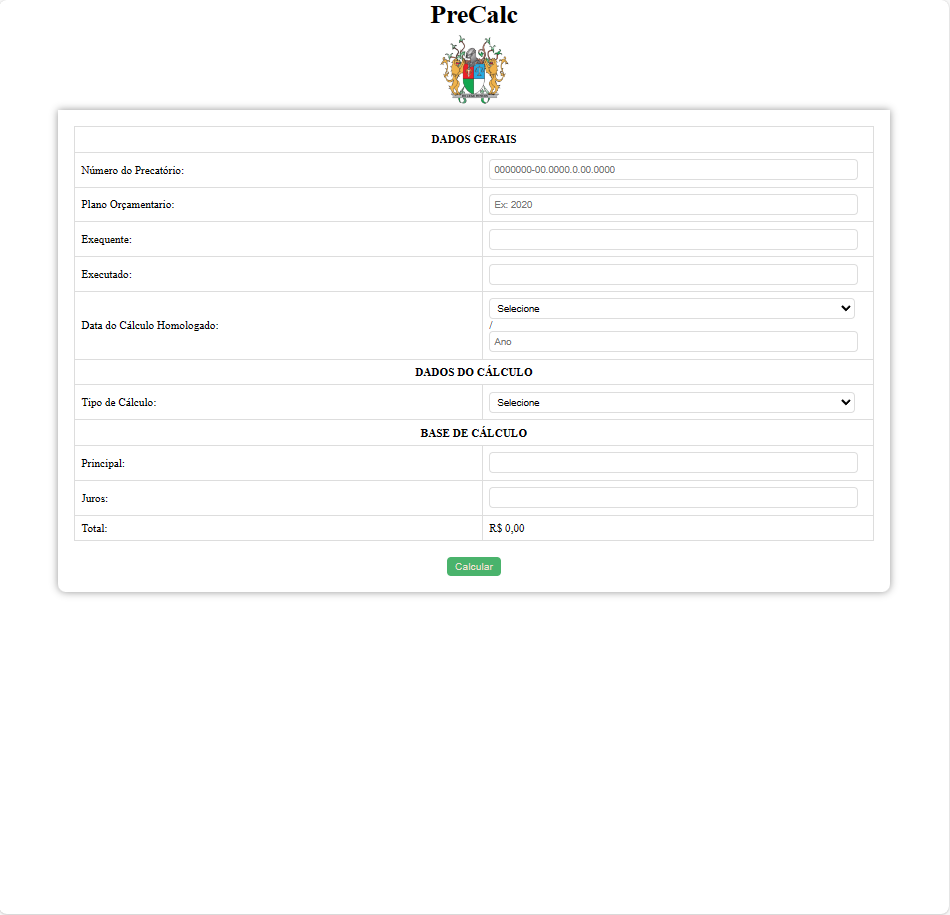 PreCalc
DADOS GERAIS
Número do Precatório: 0000000-00.0000.0.00.0000
Plano Orçamentario: Ex: 2020
Exequente:
Executado:
Data do Cálculo Homologado:
Selecione
/
Ano
DADOS DO CÁLCULO
Tipo de Cálculo: Selecione
BASE DE CÁLCULO
Principal:
Juros:
Total: R$ 0,00
Calcular